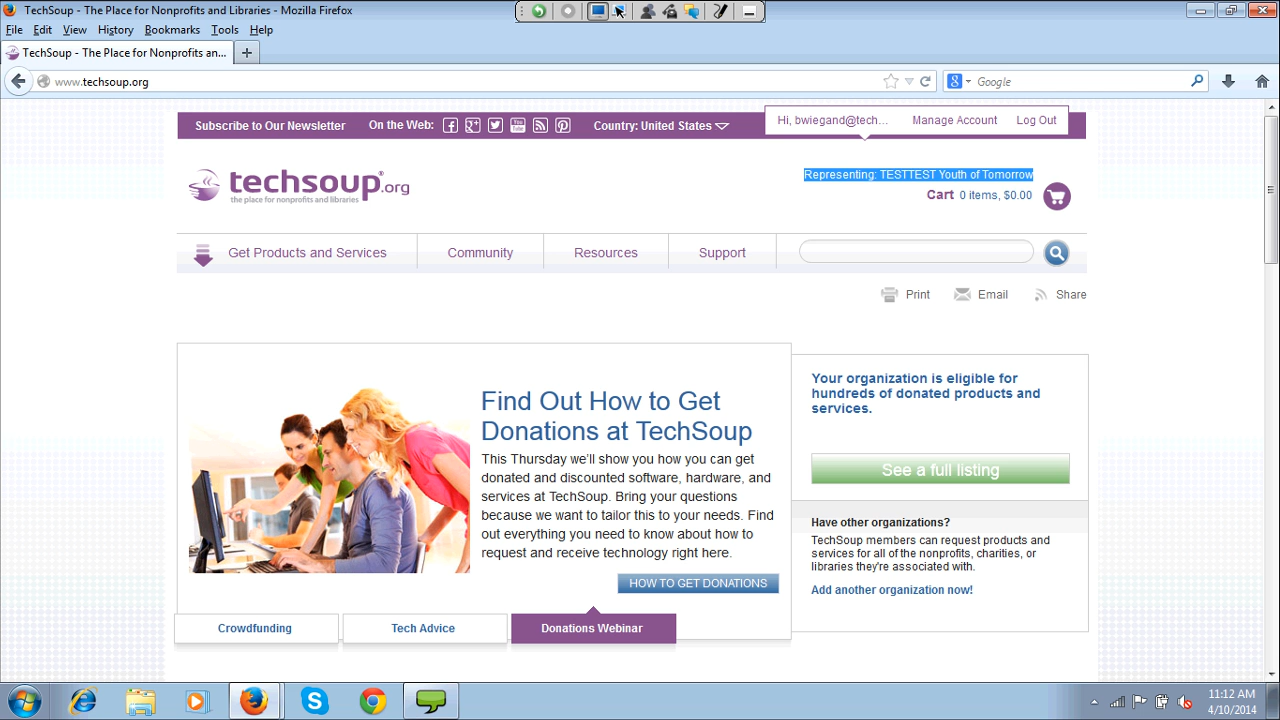 TechSoup - The Place for Nonprofits and Libraries - Mozilla Firefox
File Edit View History Bookmarks Tools Help
TechSoup - The Place for Nonprofits an...
www.techsoup.org
Google
Subscribe to Our Newsletter On the Web: Country: United States
Hi, bwiegand@tech... Manage Account Log Out
techsoup.org
the place for nonprofits and libraries
Representing: TESTTEST Youth of Tomorrow
Cart 0 items, $0.00
Get Products and Services Community Resources Support
Print Email Share
Find Out How to Get
Donations at TechSoup
This Thursday we'll show you how you can get
donated and discounted software, hardware, and
services at TechSoup. Bring your questions
because we want to tailor this to your needs. Find
out everything you need to know about how to
request and receive technology right here.
HOW TO GET DONATIONS
Crowdfunding Tech Advice Donations Webinar
Your organization is eligible for
hundreds of donated products and
services.
See a full listing
Have other organizations?
TechSoup members can request products and
services for all of the nonprofits, charities, or
libraries they're associated with.
Add another organization now!
11:12 AM
4/10/2014